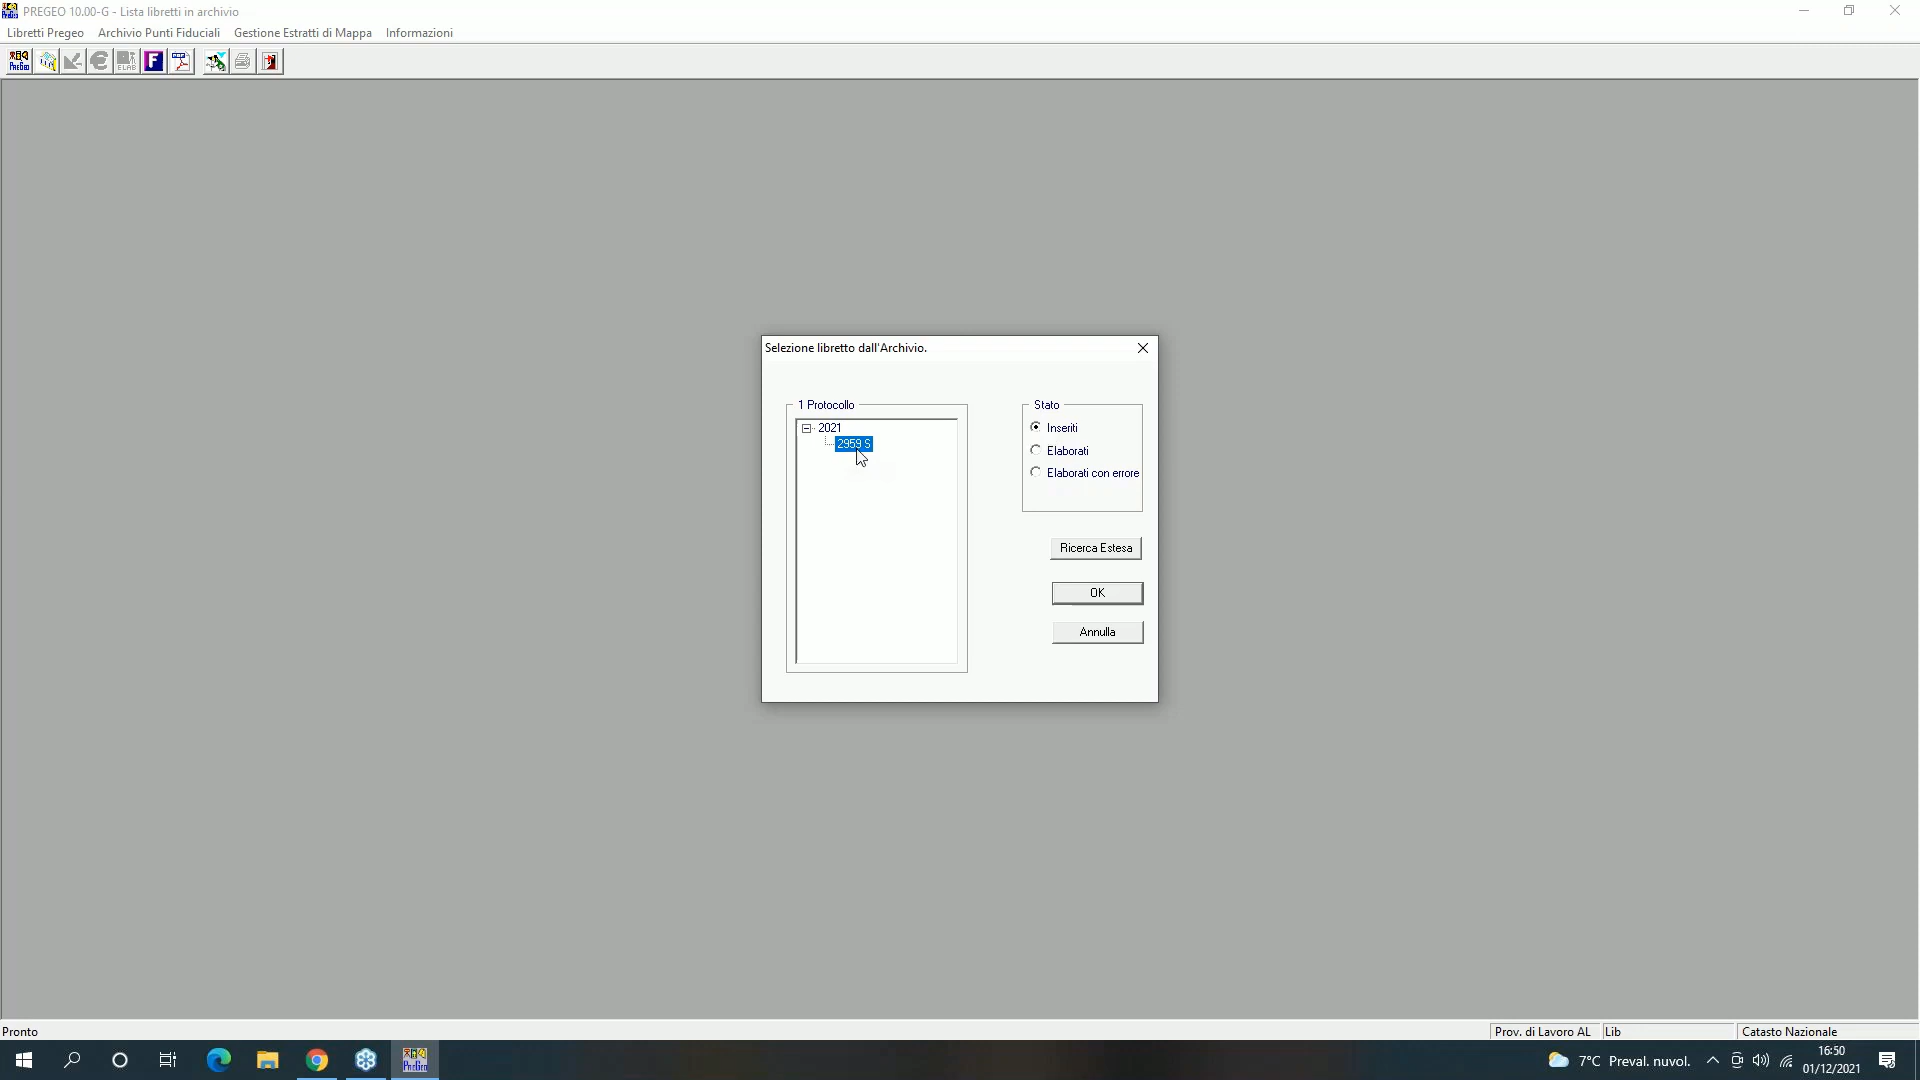 PREGEO 10.00-G - Lista libretti in archivio
Libretti Pregeo Archivio Punti Fiduciali Gestione Estratti di Mappa Informazioni
PREGEO € ELAB F
Selezione libretto dall'Archivio.
1 Protocollo
2021
2959 S
Stato
Inseriti
Elaborati
Elaborati con errore
Ricerca Estesa
OK
Annulla
Pronto
Prov. di Lavoro AL Lib Catasto Nazionale
7°C Preval. nuvol.
16:50
01/12/2021